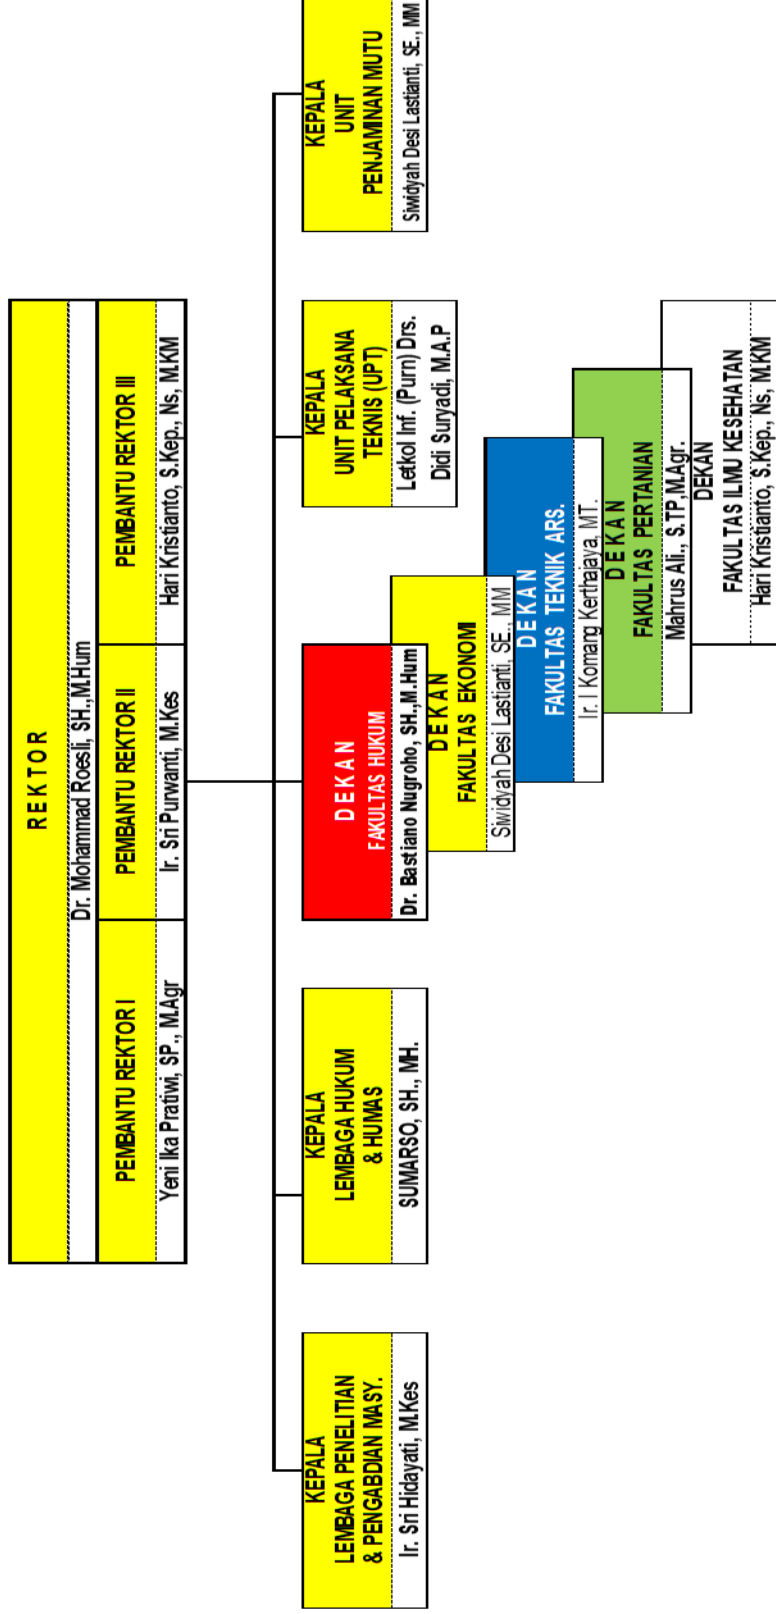 REKTOR
Dr. Mohammad Roesli, SH.,M.Hum
PEMBANTU REKTOR I
Yeni Ika Pratiwi, SP., M.Agr
PEMBANTU REKTOR II
Ir. Sri Purwanti, M.Kes
PEMBANTU REKTOR III
Hari Kristianto, S.Kep., Ns, M.KM
KEPALA
LEMBAGA PENELITIAN
& PENGABDIAN MASY.
Ir. Sri Hidayati, M.Kes
KEPALA
LEMBAGA HUKUM
& HUMAS
SUMARSO, SH., MH.
DEKAN
FAKULTAS HUKUM
Dr. Bastiano Nugroho, SH.,M.Hum
DEKAN
FAKULTAS EKONOMI
Siwidyah Desi Lastianti, SE., MM
DEKAN
FAKULTAS TEKNIK ARS.
Ir. I Komang Kerthajaya, MT.
DEKAN
FAKULTAS PERTANIAN
Mahrus Ali., S.TP,M.Agr.
DEKAN
FAKULTAS ILMU KESEHATAN
Hari Kristianto, S.Kep., Ns, M.KM
KEPALA
UNIT PELAKSANA
TEKNIS (UPT)
Letkol Inf. (Purn) Drs.
Didi Suryadi, M.A.P
KEPALA
UNIT
PENJAMINAN MUTU
Siwidyah Desi Lastianti, SE., MM